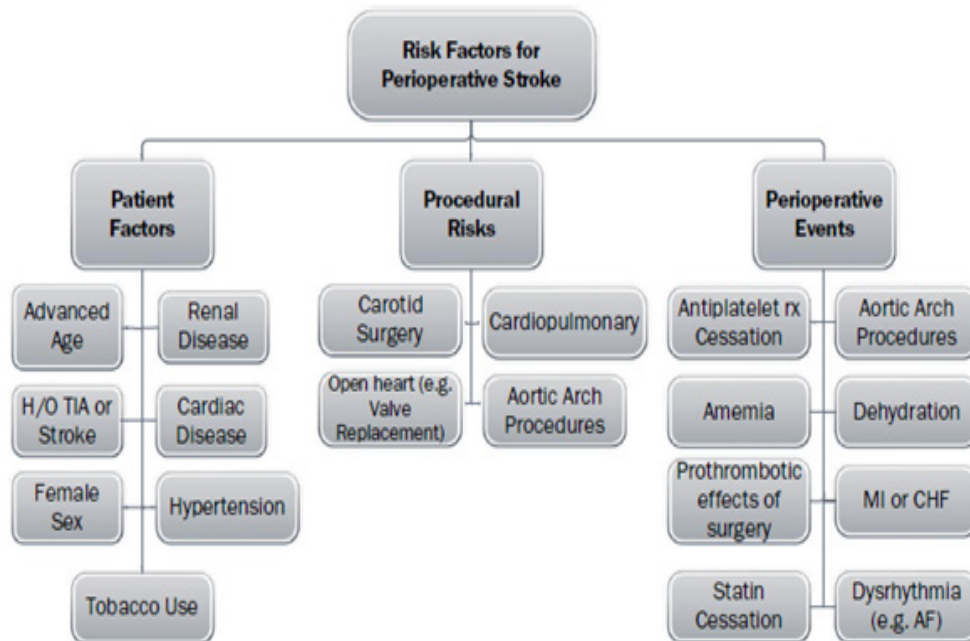 Risk Factors for
Perioperative Stroke
Patient
Factors
Procedural
Risks
Perioperative
Events
Advanced
Age
Renal
Disease
H/O TIA or
Stroke
Cardiac
Disease
Female
Sex
Hypertension
Tobacco Use
Carotid
Surgery
Cardiopulmonary
Open heart (e.g.
Valve
Replacement)
Aortic Arch
Procedures
Antiplatelet rx
Cessation
Aortic Arch
Procedures
Amemia
Dehydration
Prothrombotic
effects of
surgery
MI or CHF
Statin
Cessation
Dysrhythmia
(e.g. AF)